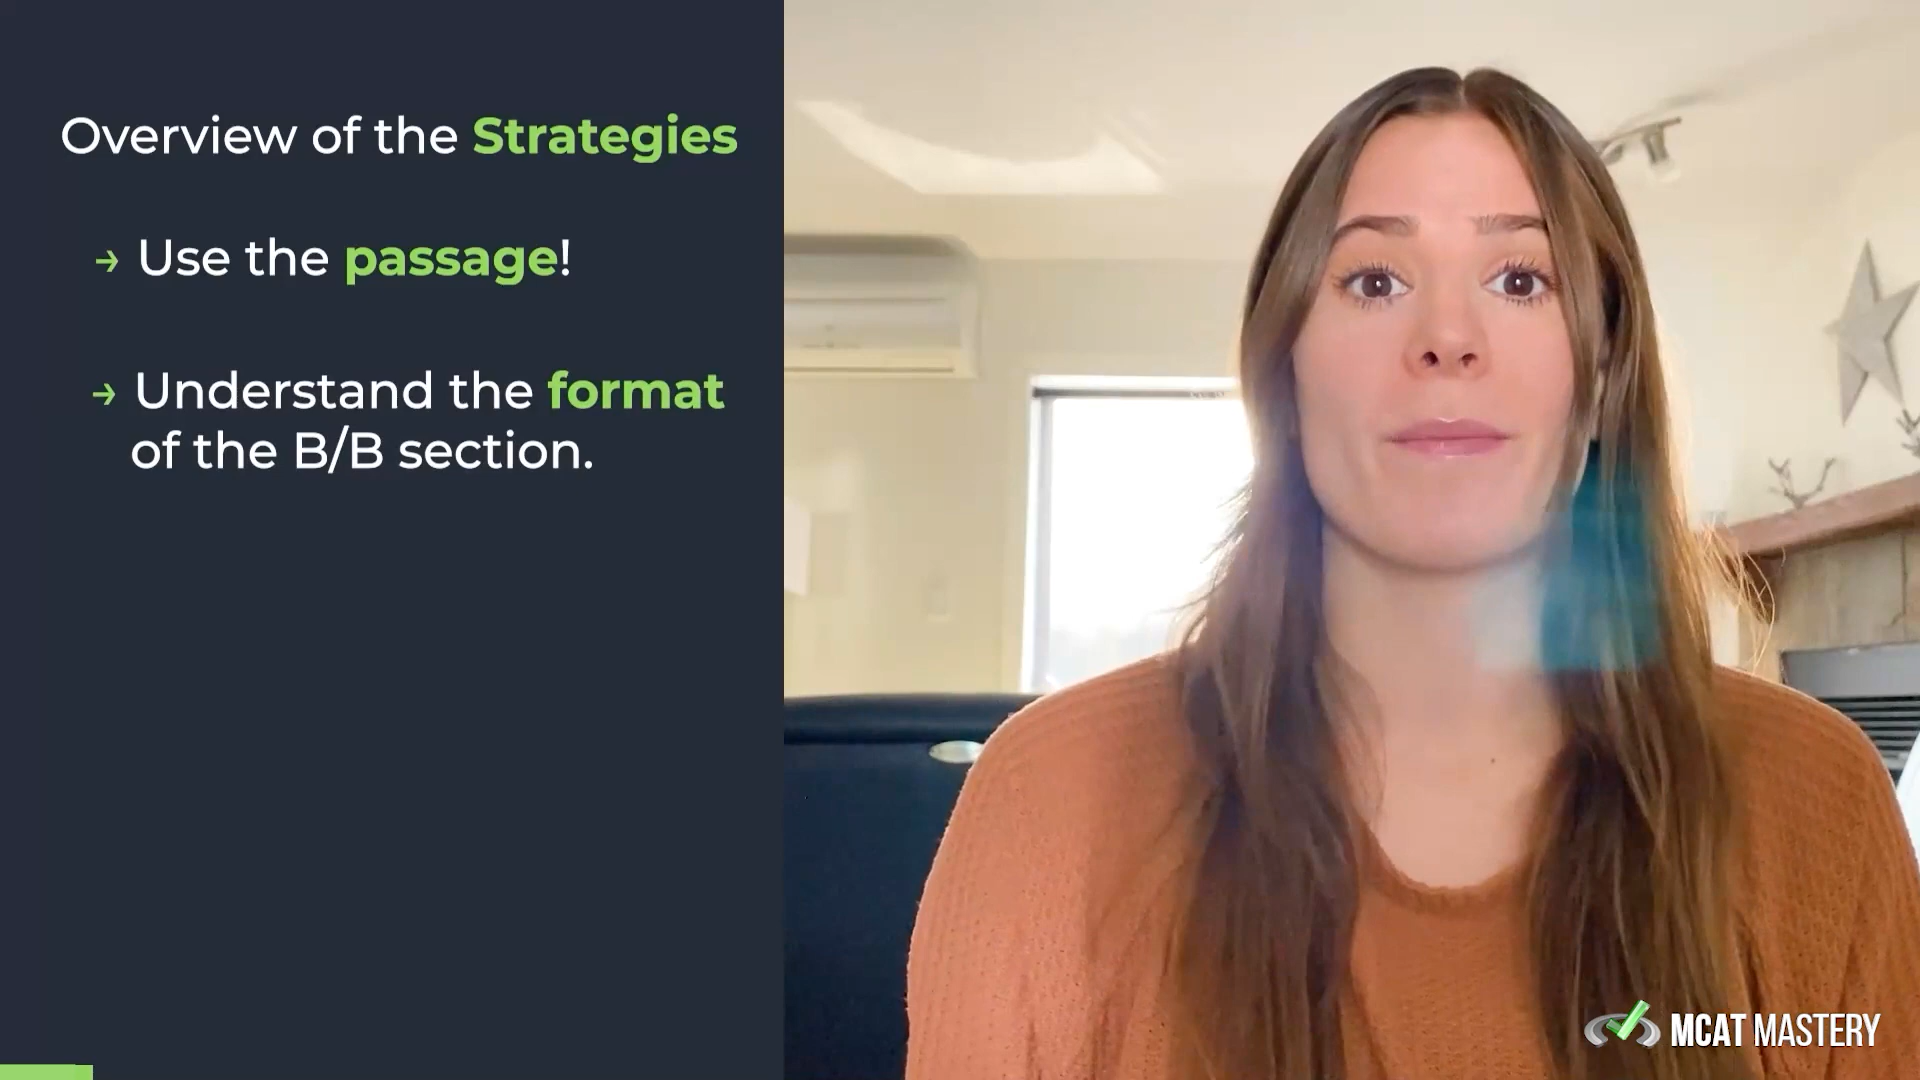 Overview of the Strategies
→ Use the passage!
→ Understand the format
of the B/B section.
MCAT MASTERY